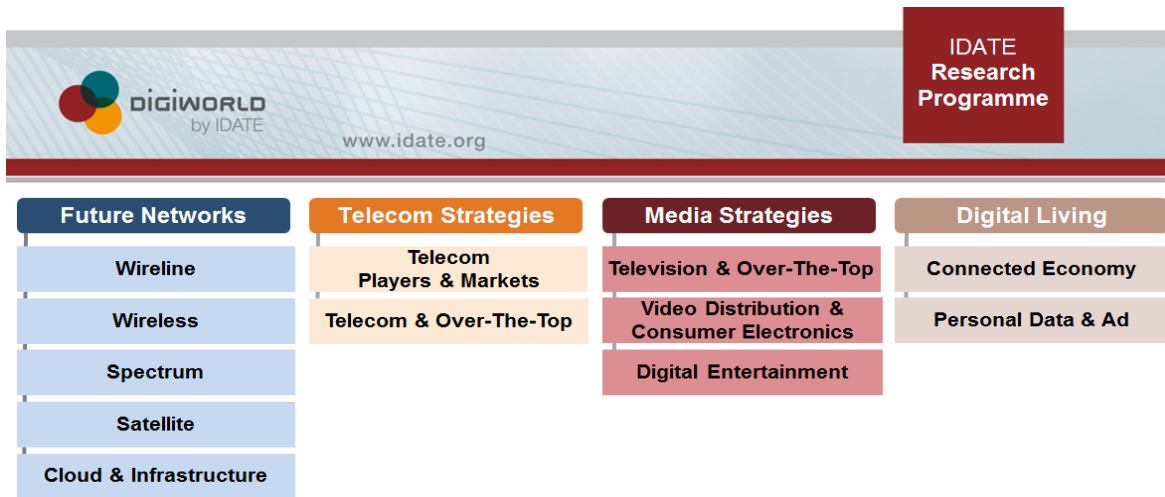 IDATE
Research
Programme
DIGIWORLD
by IDATE
www.idate.org
Future Networks
Wireline
Wireless
Spectrum
Satellite
Cloud & Infrastructure
Telecom Strategies
Telecom
Players & Markets
Telecom & Over-The-Top
Media Strategies
Television & Over-The-Top
Video Distribution &
Consumer Electronics
Digital Entertainment
Digital Living
Connected Economy
Personal Data & Ad